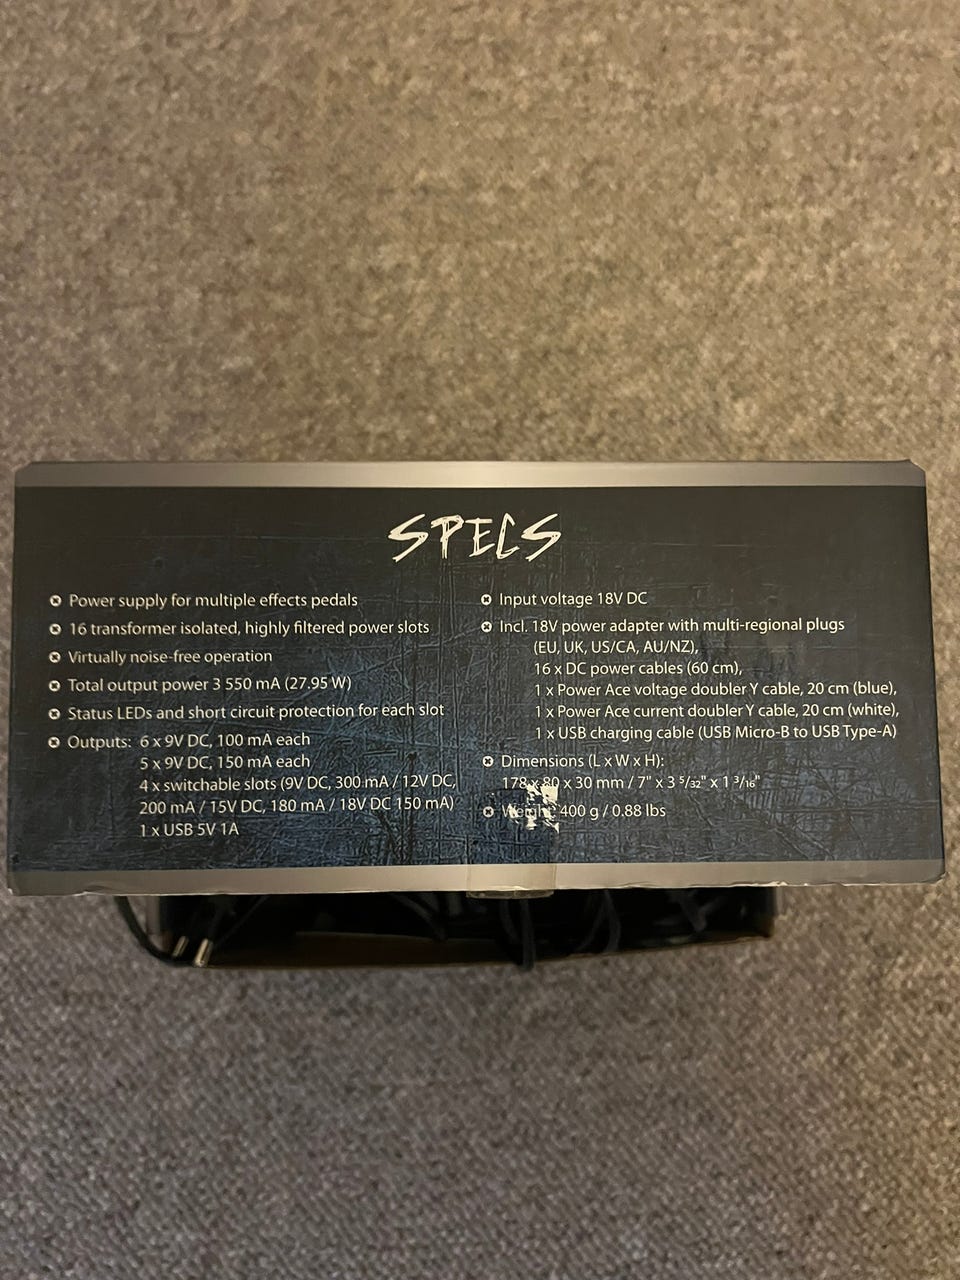 SPECS
Power supply for multiple effects pedals
16 transformer isolated, highly filtered power slots
Virtually noise-free operation
Total output power 3 550 mA (27.95 W)
Status LEDs and short circuit protection for each slot
Outputs: 6 x 9V DC, 100 mA each
5 x 9V DC, 150 mA each
4 x switchable slots (9V DC, 300 mA / 12V DC,
200 mA / 15V DC, 180 mA / 18V DC 150 mA)
1 x USB 5V 1A
Input voltage 18V DC
Incl. 18V power adapter with multi-regional plugs
(EU, UK, US/CA, AU/NZ),
16 x DC power cables (60 cm),
1 x Power Ace voltage doubler Y cable, 20 cm (blue),
1 x Power Ace current doubler Y cable, 20 cm (white),
1 x USB charging cable (USB Micro-B to USB Type-A)
Dimensions (L x W x H):
178 x 80 x 30 mm / 7" x 3 5/32" x 1 3/16"
Weight: 400 g / 0.88 lbs